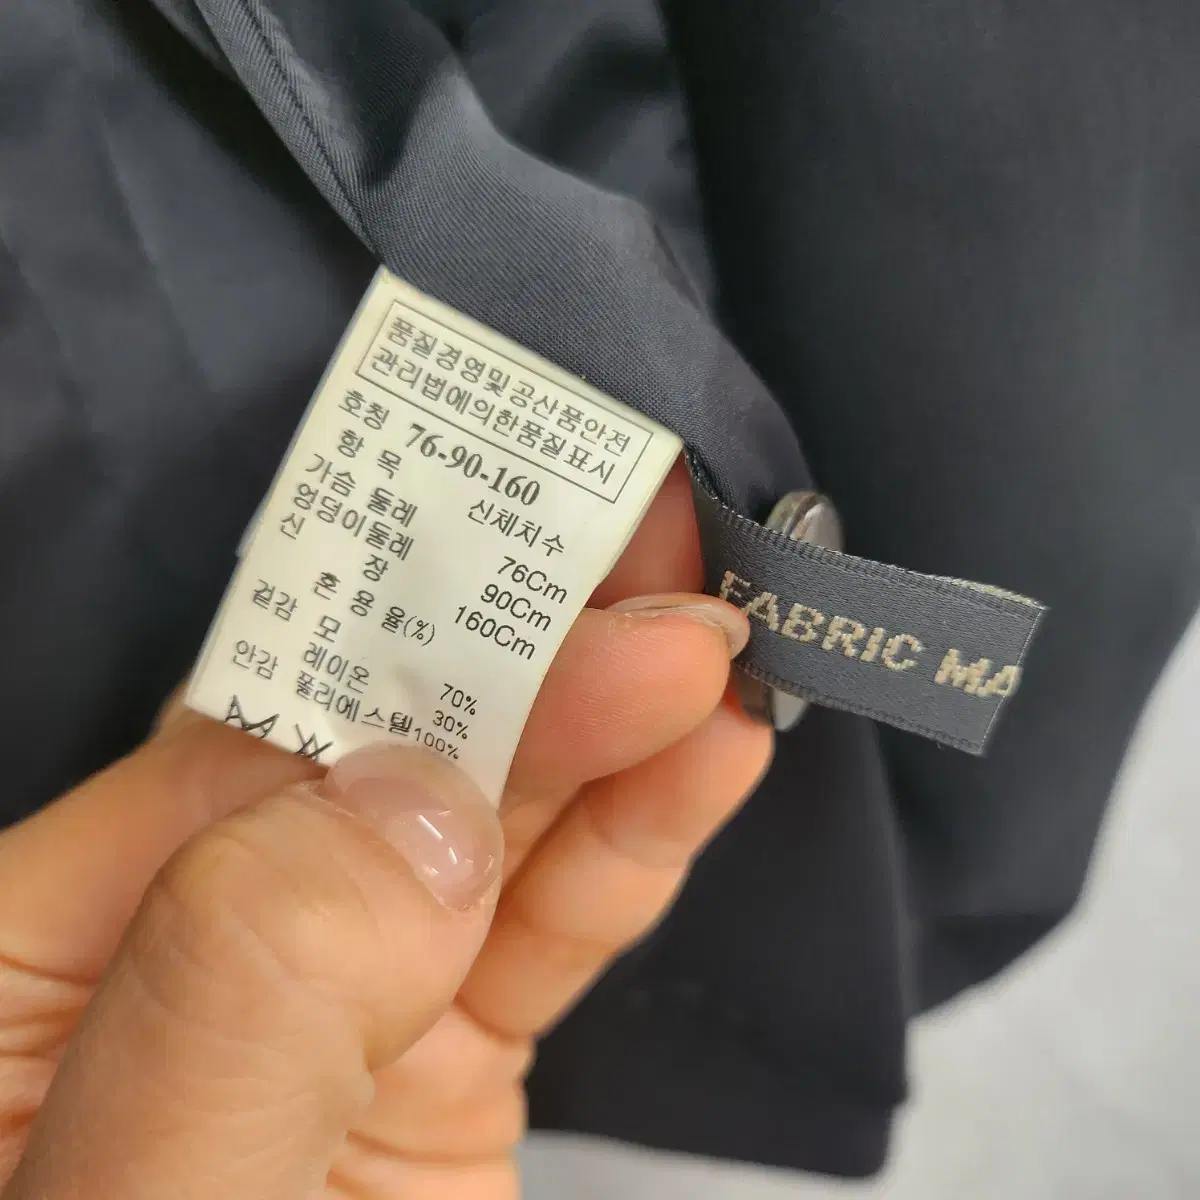 품질경영및공산품안전
관리법에의한품질표시
호칭 76-90-160
항 목 신체치수
가슴 둘레 76Cm
엉덩이둘레 90Cm
신 장 160Cm
혼 용 율(%)
겉감 모 70%
레이온 30%
안감 폴리에스텔 100%
FABRIC MA